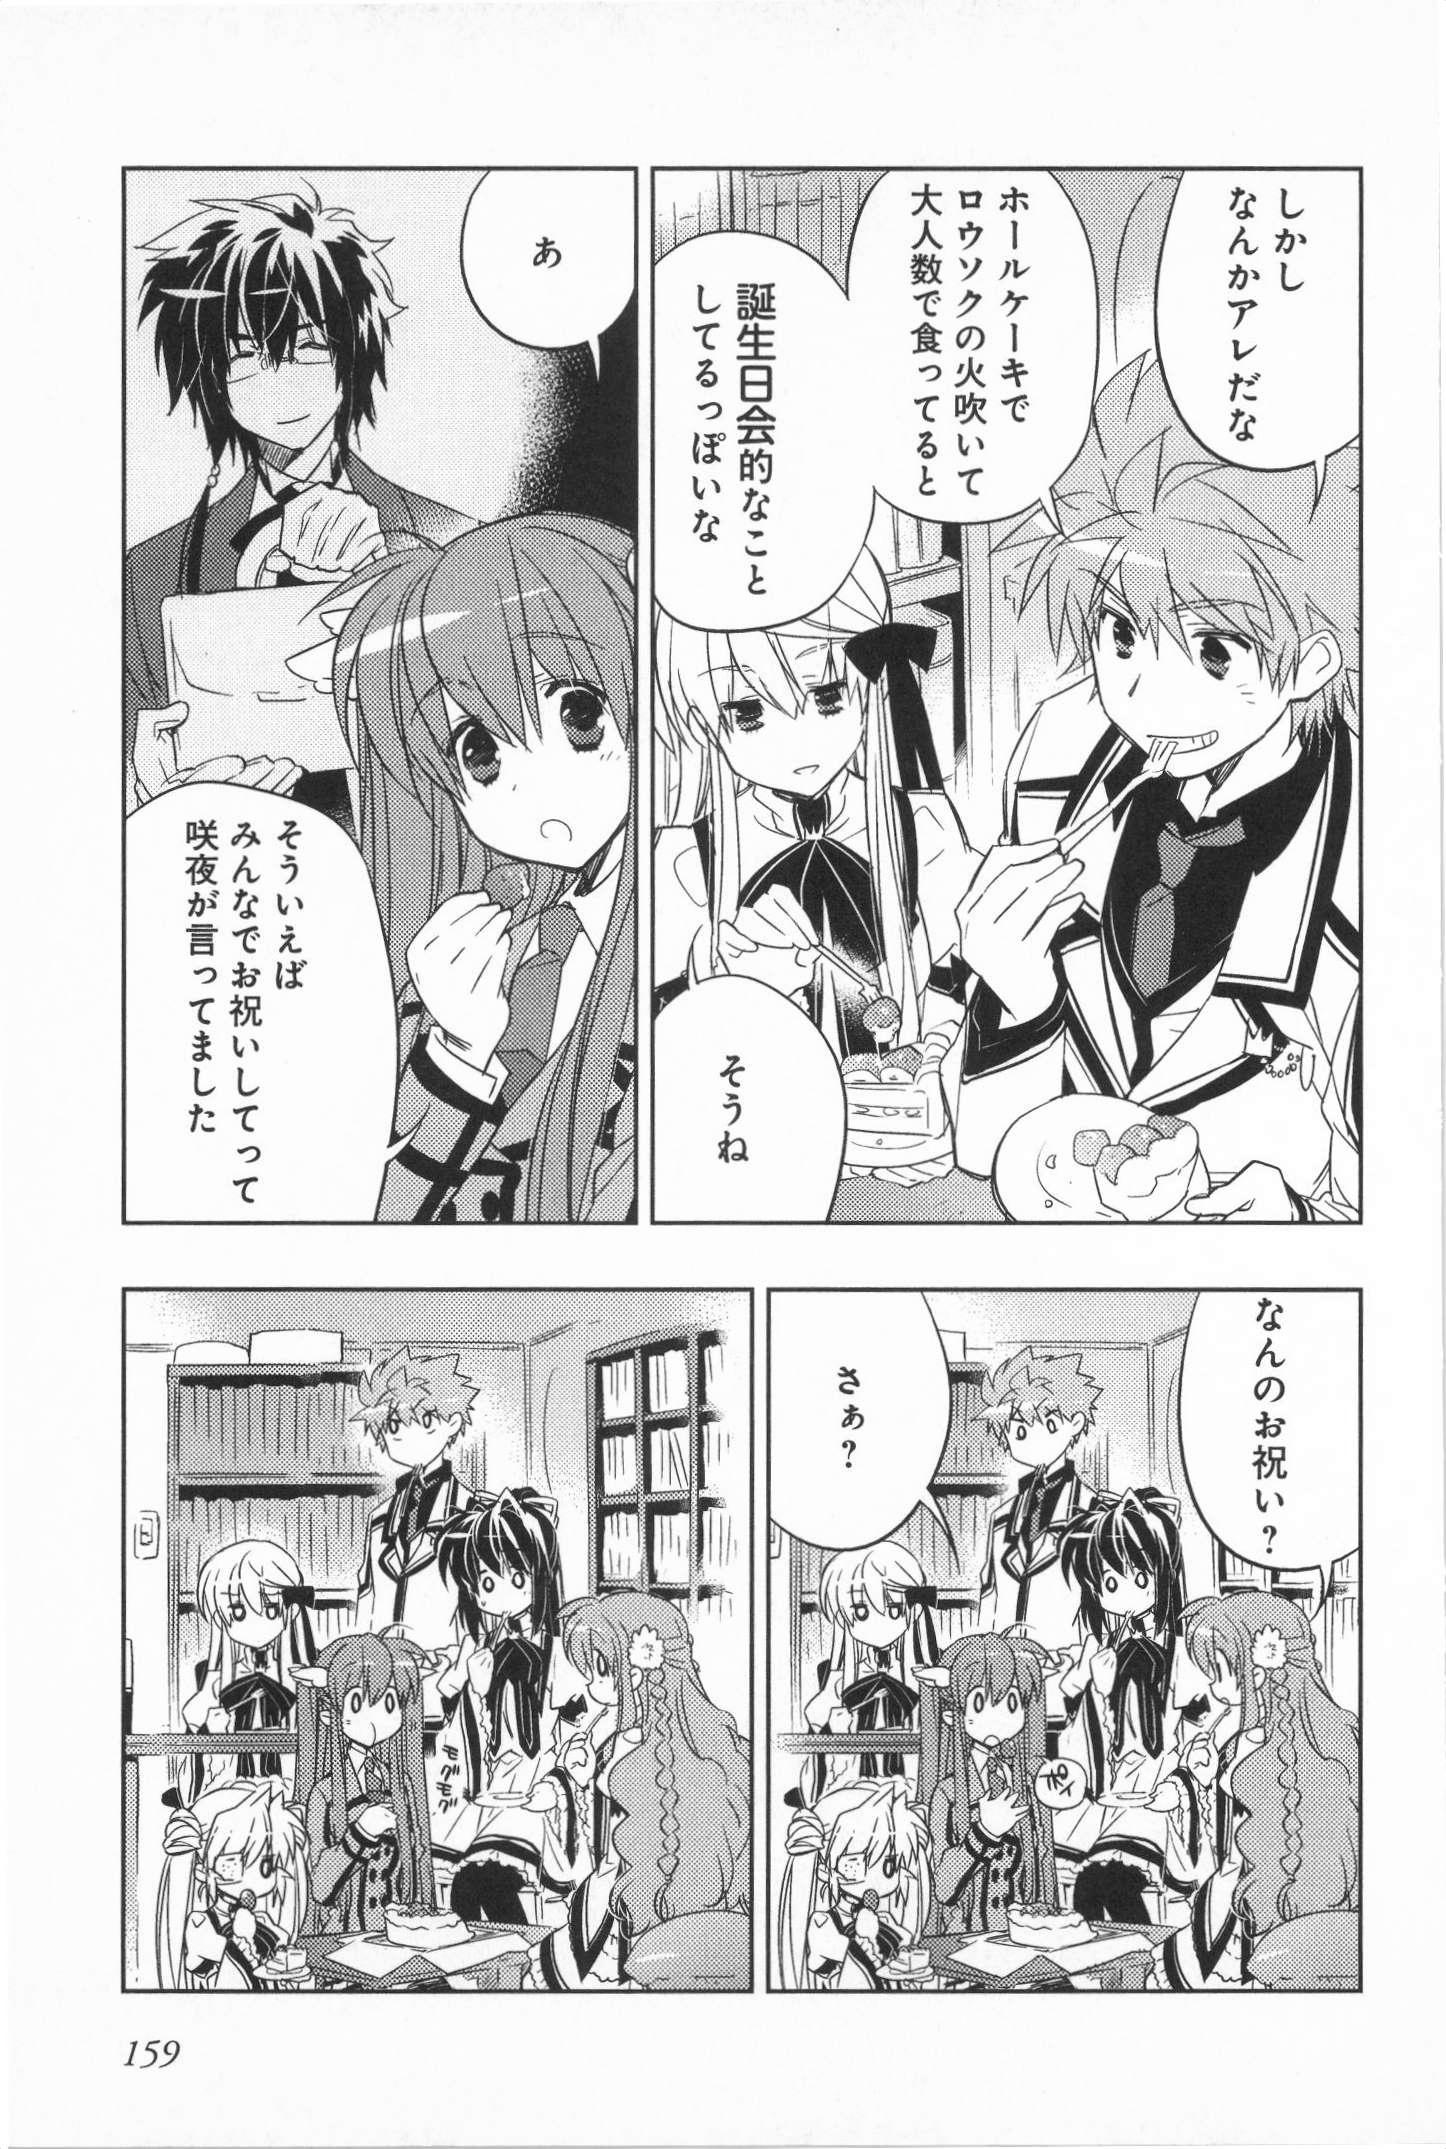 しかし
なんかアレだな
ホールケーキで
ロウソクの火吹いて
大人数で食ってると
誕生日会的なこと
してるっぽいな
そうね
あ
そういえば
みんなでお祝いしてって
咲夜が言ってました
なんのお祝い?
さぁ?
ポイ
モグモグ
159